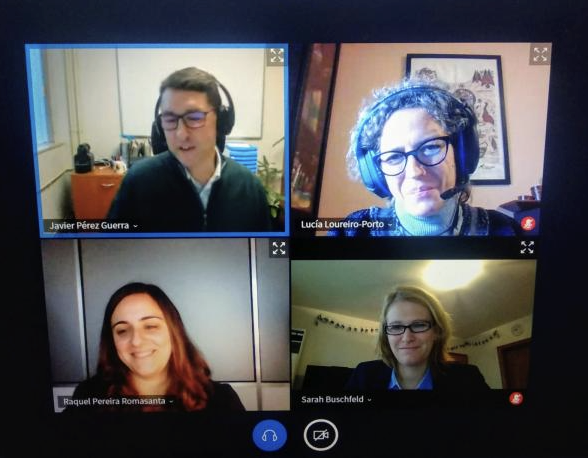 Javier Pérez Guerra
Lucía Loureiro-Porto
Raquel Pereira Romasanta
Sarah Buschfeld